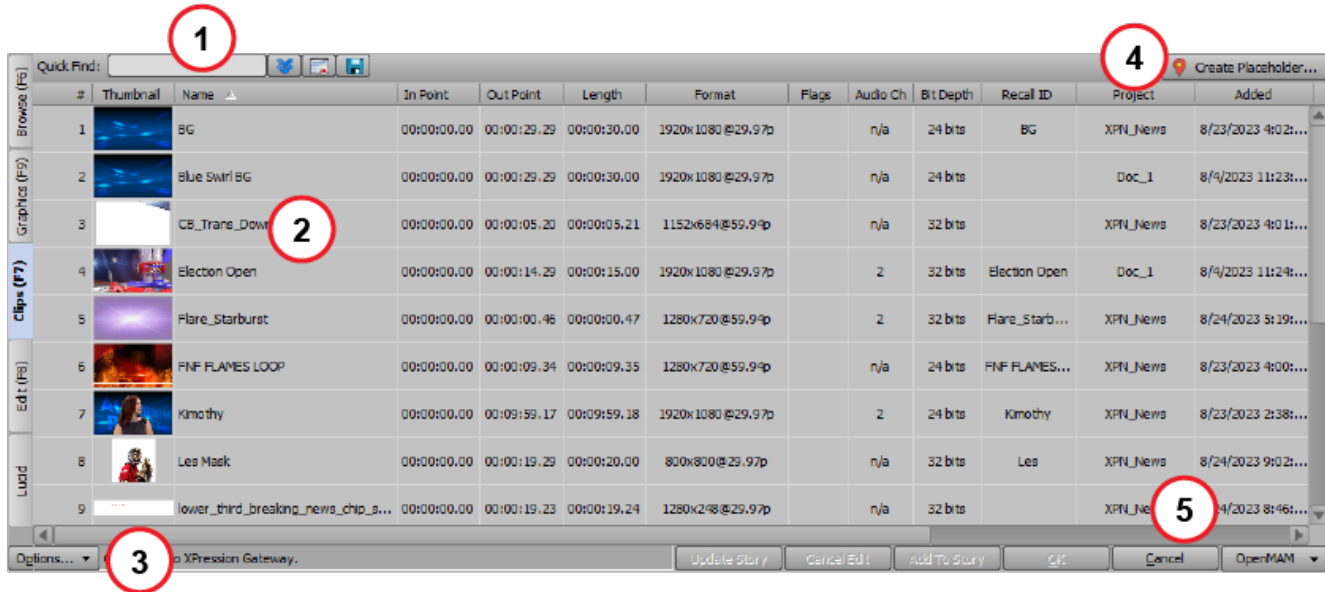 1
4
Quick Find:
Create Placeholder...
Browse (F6)
Graphics (F9)
Clips (F7)
Edit (F8)
Lucid
# Thumbnail Name In Point Out Point Length Format Flags Audio Ch Bit Depth Recall ID Project Added
1 BG 00:00:00.00 00:00:29.29 00:00:30.00 1920x1080@29.97p n/a 24 bits BG XPN_News 8/23/2023 4:02:...
2 Blue Swirl BG 00:00:00.00 00:00:29.29 00:00:30.00 1920x1080@29.97p n/a 24 bits Doc_1 8/4/2023 11:23:...
3 CB_Trans_Dow 2 00:00:00.00 00:00:05.20 00:00:05.21 1152x684@59.94p n/a 32 bits XPN_News 8/23/2023 4:01:...
4 Election Open 00:00:00.00 00:00:14.29 00:00:15.00 1920x1080@29.97p 2 32 bits Election Open Doc_1 8/4/2023 11:24:...
5 Flare_Starburst 00:00:00.00 00:00:00.46 00:00:00.47 1280x720@59.94p 2 32 bits Flare_Starb... XPN_News 8/24/2023 5:19:...
6 FNF FLAMES LOOP 00:00:00.00 00:00:09.34 00:00:09.35 1280x720@59.94p n/a 24 bits FNF FLAMES... XPN_News 8/23/2023 4:00:...
7 Kimothy 00:00:00.00 00:09:59.17 00:09:59.18 1920x1080@29.97p 2 24 bits Kimothy XPN_News 8/23/2023 2:38:...
8 Les Mask 00:00:00.00 00:00:19.29 00:00:20.00 800x800@29.97p n/a 32 bits Les XPN_News 8/24/2023 9:02:...
9 lower_third_breaking_news_chip_s... 00:00:00.00 00:00:19.23 00:00:19.24 1280x248@29.97p n/a 32 bits XPN_Ne 5 4/2023 8:46:...
Options... 3 o XPression Gateway. Update Story Cancel Edit Add To Story OK Cancel OpenMAM